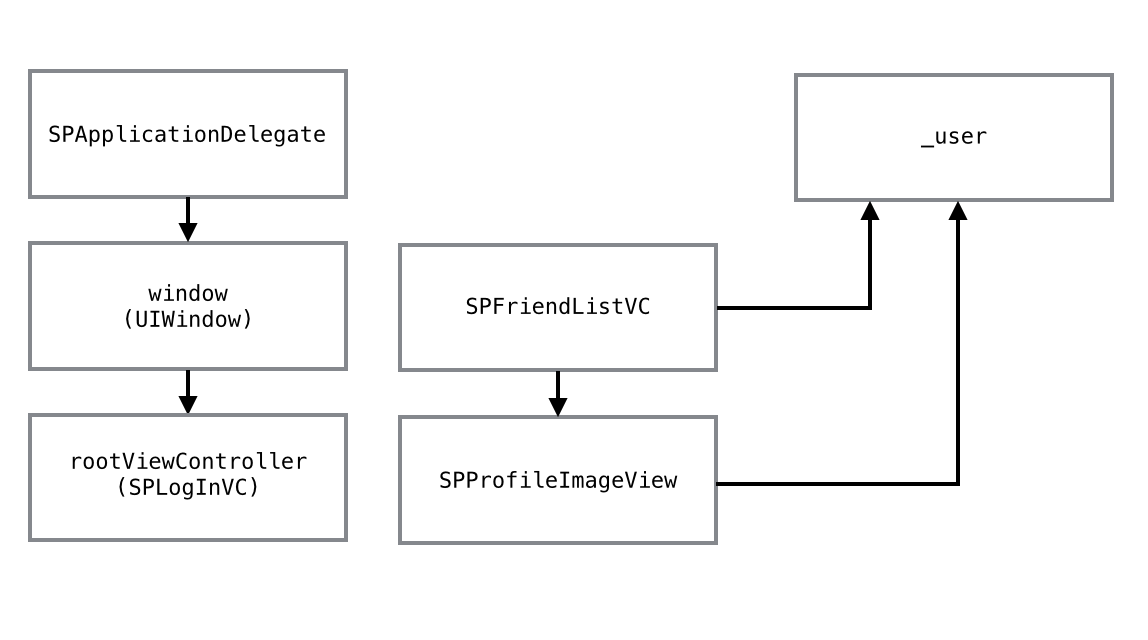 SPApplicationDelegate
window
(UIWindow)
rootViewController
(SPLogInVC)
SPFriendListVC
SPProfileImageView
_user